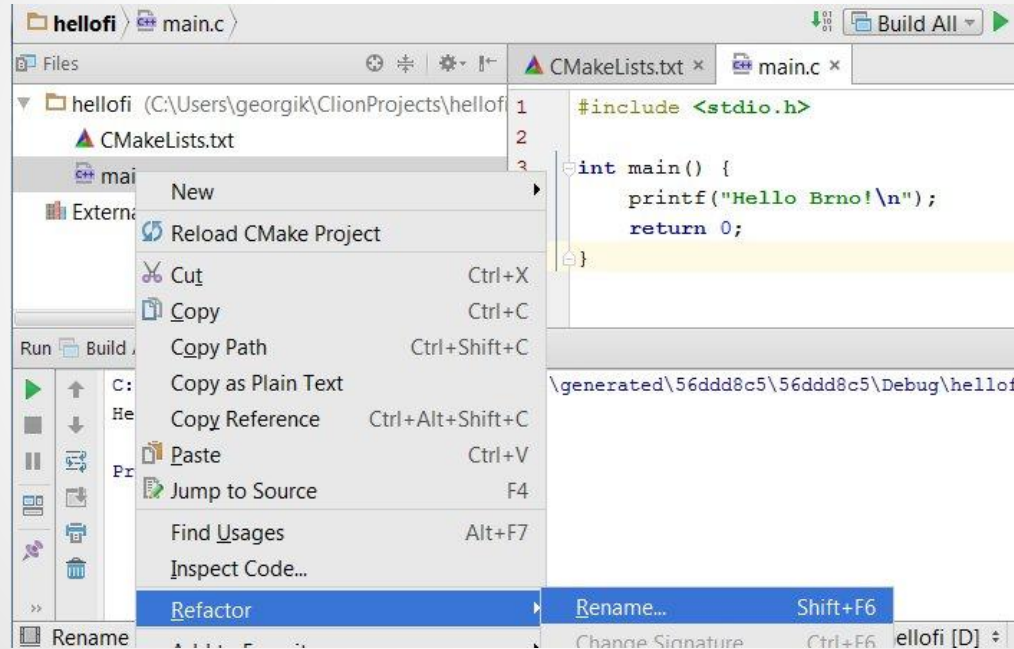 hellofi main.c Build All
Files
CMakeLists.txt × main.c ×
hellofi (C:\Users\georgik\ClionProjects\hellofi
CMakeLists.txt
mai
Externa
1 #include <stdio.h>
2
3 int main() {
printf("Hello Brno!\n");
return 0;
}
New
Reload CMake Project
Cut Ctrl+X
Copy Ctrl+C
Copy Path Ctrl+Shift+C
Copy as Plain Text
Copy Reference Ctrl+Alt+Shift+C
Paste Ctrl+V
Jump to Source F4
Find Usages Alt+F7
Inspect Code...
Refactor
Rename... Shift+F6
Change Signature Ctrl+F6
Run Build
C:
\generated\56ddd8c5\56ddd8c5\Debug\hellof
He
Pr
Rename
ellofi [D]